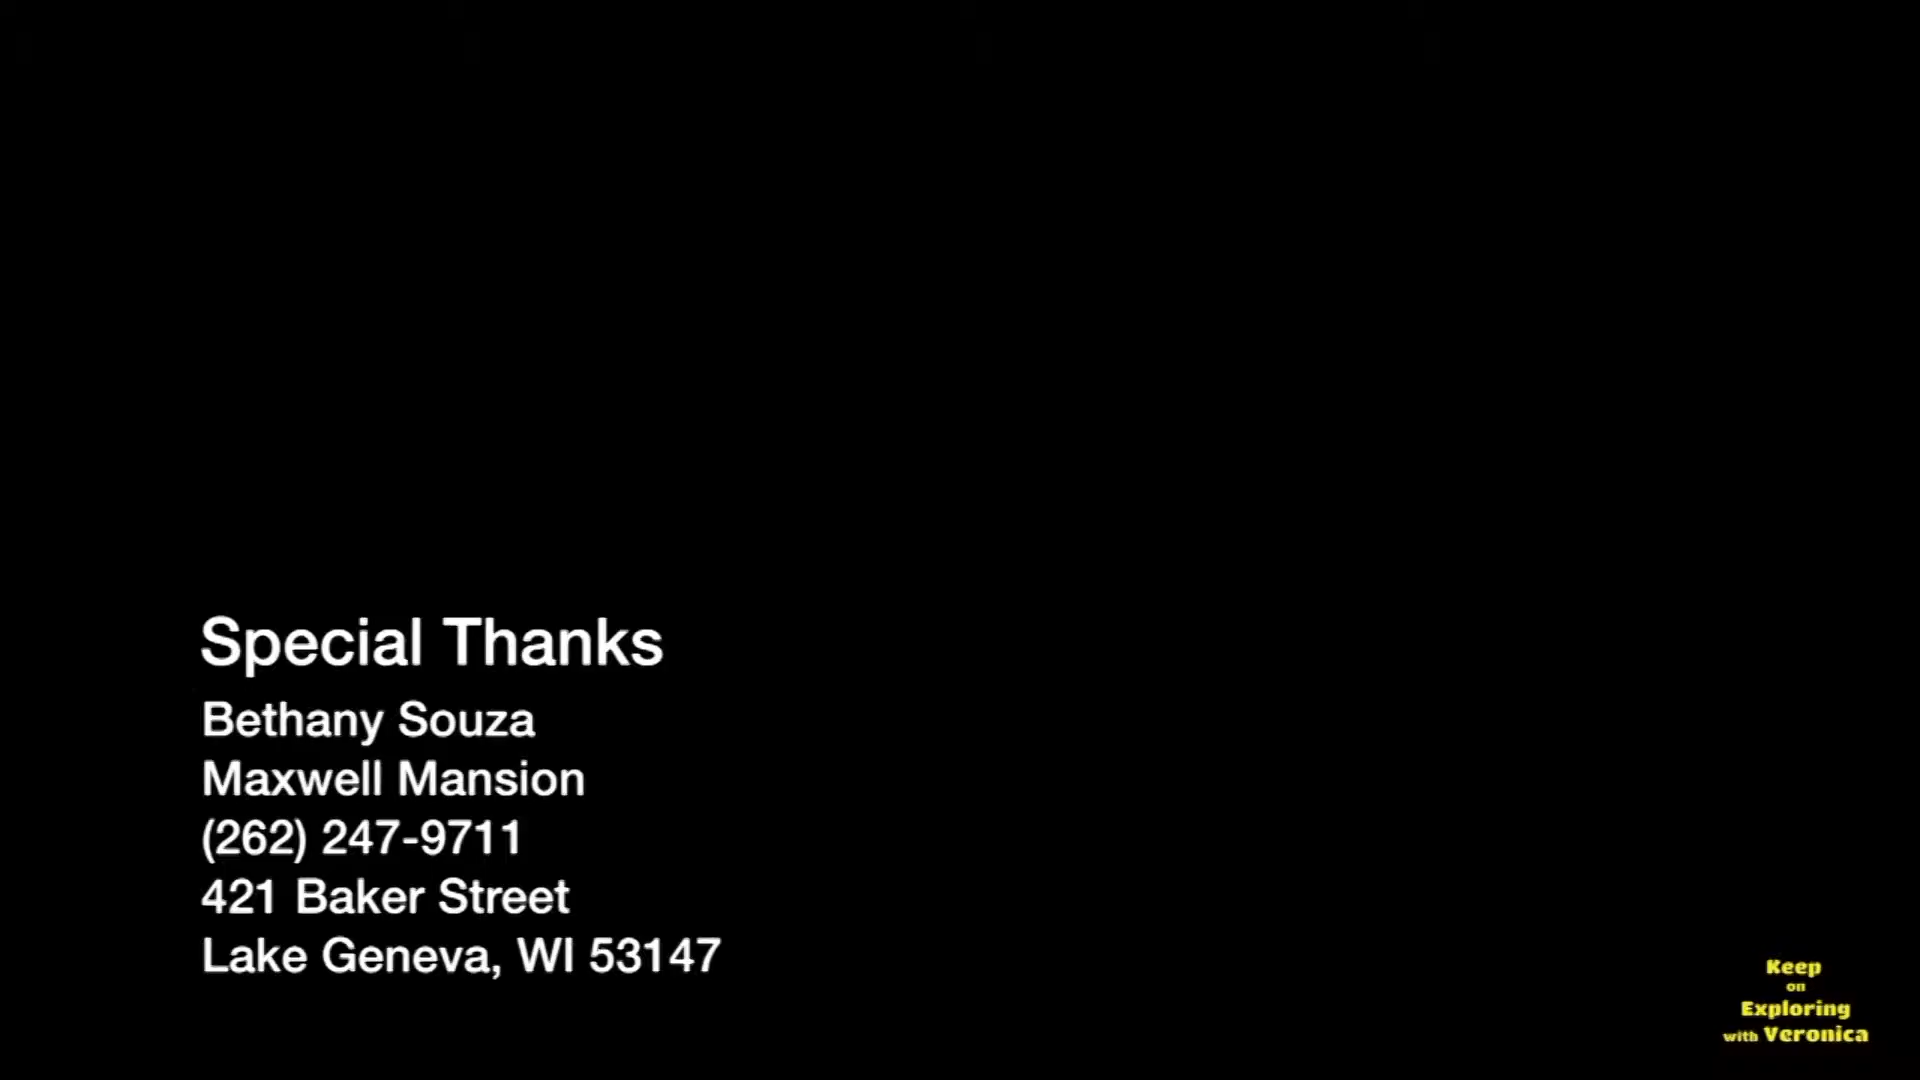 Special Thanks
Bethany Souza
Maxwell Mansion
(262) 247-9711
421 Baker Street
Lake Geneva, WI 53147
Keep
on
Exploring
with Veronica